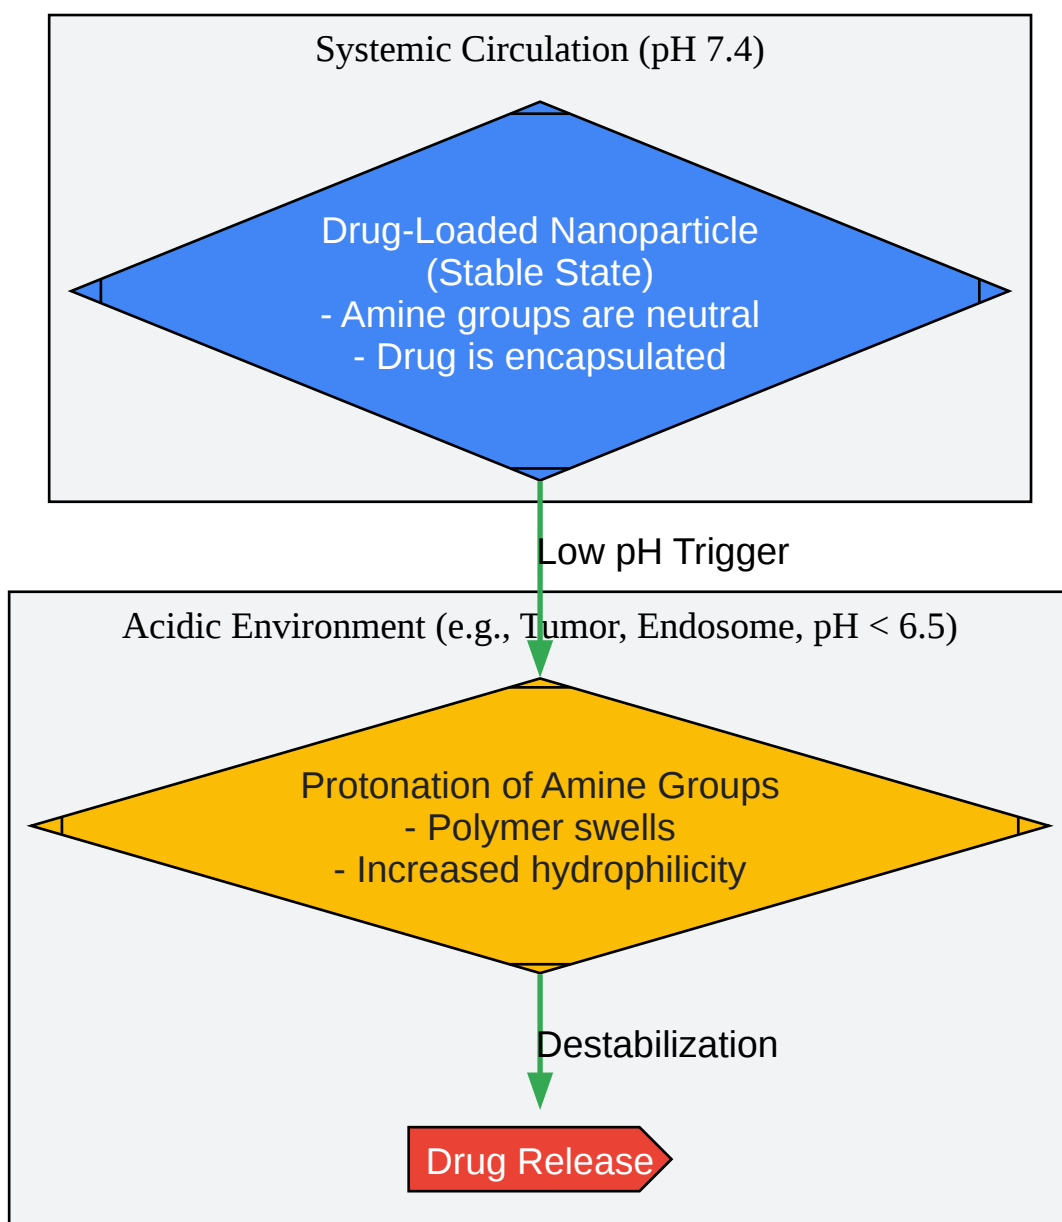 Systemic Circulation (pH 7.4)
Drug-Loaded Nanoparticle
(Stable State)
- Amine groups are neutral
- Drug is encapsulated
Low pH Trigger
Acidic Environment (e.g., Tumor, Endosome, pH < 6.5)
Protonation of Amine Groups
- Polymer swells
- Increased hydrophilicity
Destabilization
Drug Release